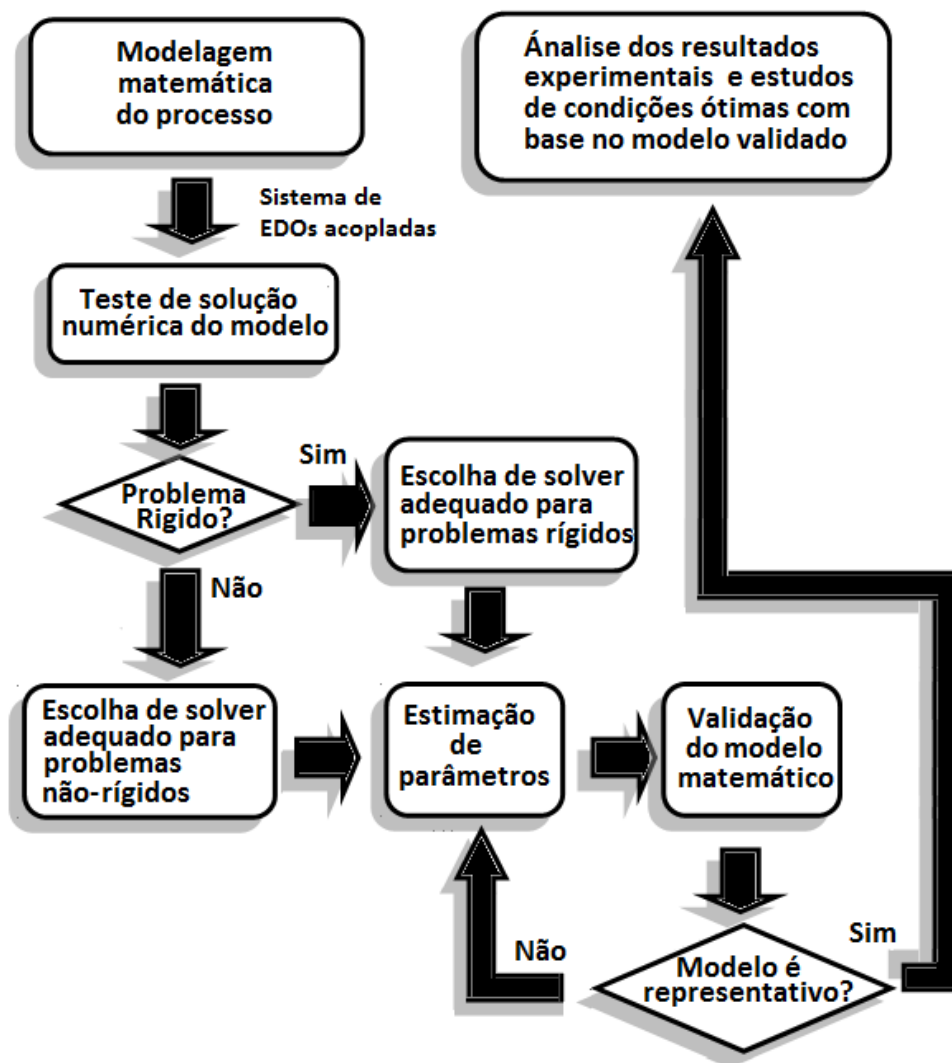 Modelagem
matemática
do processo
Ánalise dos resultados
experimentais e estudos
de condições ótimas com
base no modelo validado
Sistema de
EDOs acopladas
Teste de solução
numérica do modelo
Problema
Rigido?
Sim
Escolha de solver
adequado para
problemas rígidos
Não
Escolha de solver
adequado para
problemas
não-rígidos
Estimação
de
parâmetros
Validação
do modelo
matemático
Não
Modelo é
representativo?
Sim